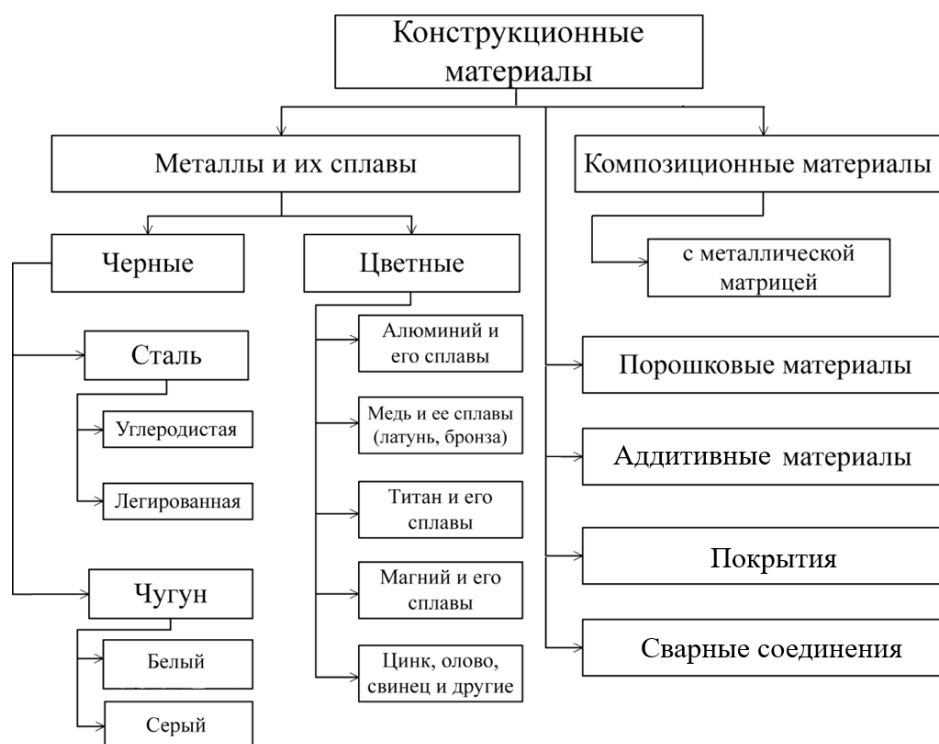 Конструкционные
материалы
Металлы и их сплавы
Композиционные материалы
Черные
Цветные
с металлической
матрицей
Сталь
Углеродистая
Легированная
Чугун
Белый
Серый
Алюминий и
его сплавы
Медь и ее сплавы
(латунь, бронза)
Титан и его
сплавы
Магний и его
сплавы
Цинк, олово,
свинец и другие
Порошковые материалы
Аддитивные материалы
Покрытия
Сварные соединения